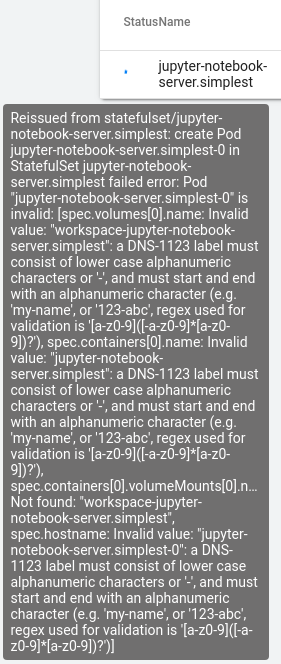 StatusName
jupyter-notebook-
server.simplest
Reissued from statefulset/jupyter-
notebook-server.simplest: create Pod
jupyter-notebook-server.simplest-0 in
StatefulSet jupyter-notebook-
server.simplest failed error: Pod
"jupyter-notebook-server.simplest-0" is
invalid: [spec.volumes[0].name: Invalid
value: "workspace-jupyter-notebook-
server.simplest": a DNS-1123 label must
consist of lower case alphanumeric
characters or '-', and must start and end
with an alphanumeric character (e.g.
'my-name', or '123-abc', regex used for
validation is '[a-z0-9]([-a-z0-9]*[a-z0-
9])?'), spec.containers[0].name: Invalid
value: "jupyter-notebook-
server.simplest": a DNS-1123 label must
consist of lower case alphanumeric
characters or '-', and must start and end
with an alphanumeric character (e.g.
'my-name', or '123-abc', regex used for
validation is '[a-z0-9]([-a-z0-9]*[a-z0-
9])?'),
spec.containers[0].volumeMounts[0].n...
Not found: "workspace-jupyter-
notebook-server.simplest",
spec.hostname: Invalid value: "jupyter-
notebook-server.simplest-0": a DNS-
1123 label must consist of lower case
alphanumeric characters or '-', and must
start and end with an alphanumeric
character (e.g. 'my-name', or '123-abc',
regex used for validation is '[a-z0-9]([-a-
z0-9]*[a-z0-9])?')]